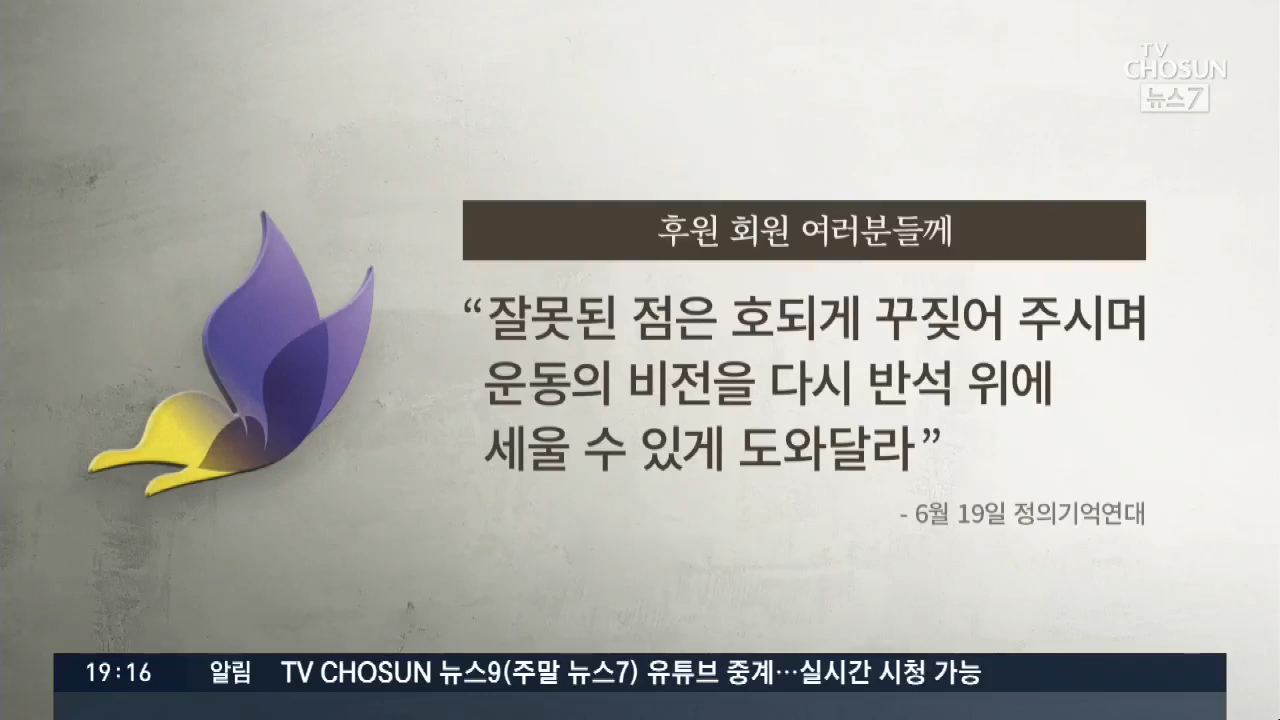 TV
CHOSUN
뉴스7
후원 회원 여러분들께
“잘못된 점은 호되게 꾸짖어 주시며
운동의 비전을 다시 반석 위에
세울 수 있게 도와달라”
- 6월 19일 정의기억연대
19:16 알림 TV CHOSUN 뉴스9(주말 뉴스7) 유튜브 중계…실시간 시청 가능